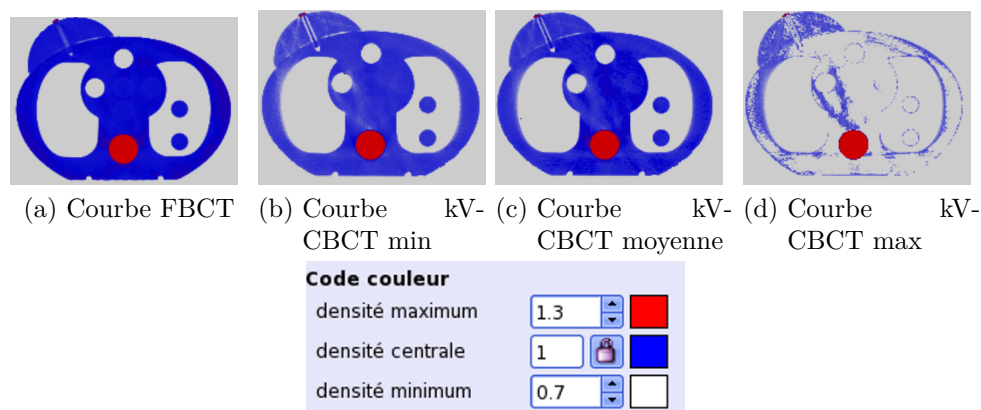 (a) Courbe FBCT
(b) Courbe kV-
CBCT min
(c) Courbe kV-
CBCT moyenne
(d) Courbe kV-
CBCT max
Code couleur
densité maximum 1.3
densité centrale 1
densité minimum 0.7